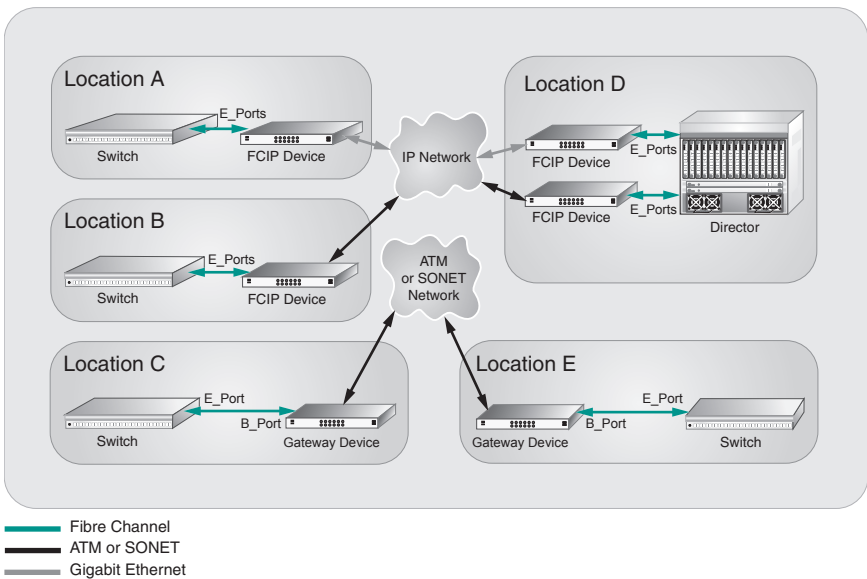 Location A
E_Ports
Switch
FCIP Device
IP Network
Location D
FCIP Device
E_Ports
FCIP Device
E_Ports
Director
Location B
E_Ports
Switch
FCIP Device
ATM
or SONET
Network
Location C
E_Port
B_Port
Switch
Gateway Device
Location E
E_Port
B_Port
Gateway Device
Switch
Fibre Channel
ATM or SONET
Gigabit Ethernet